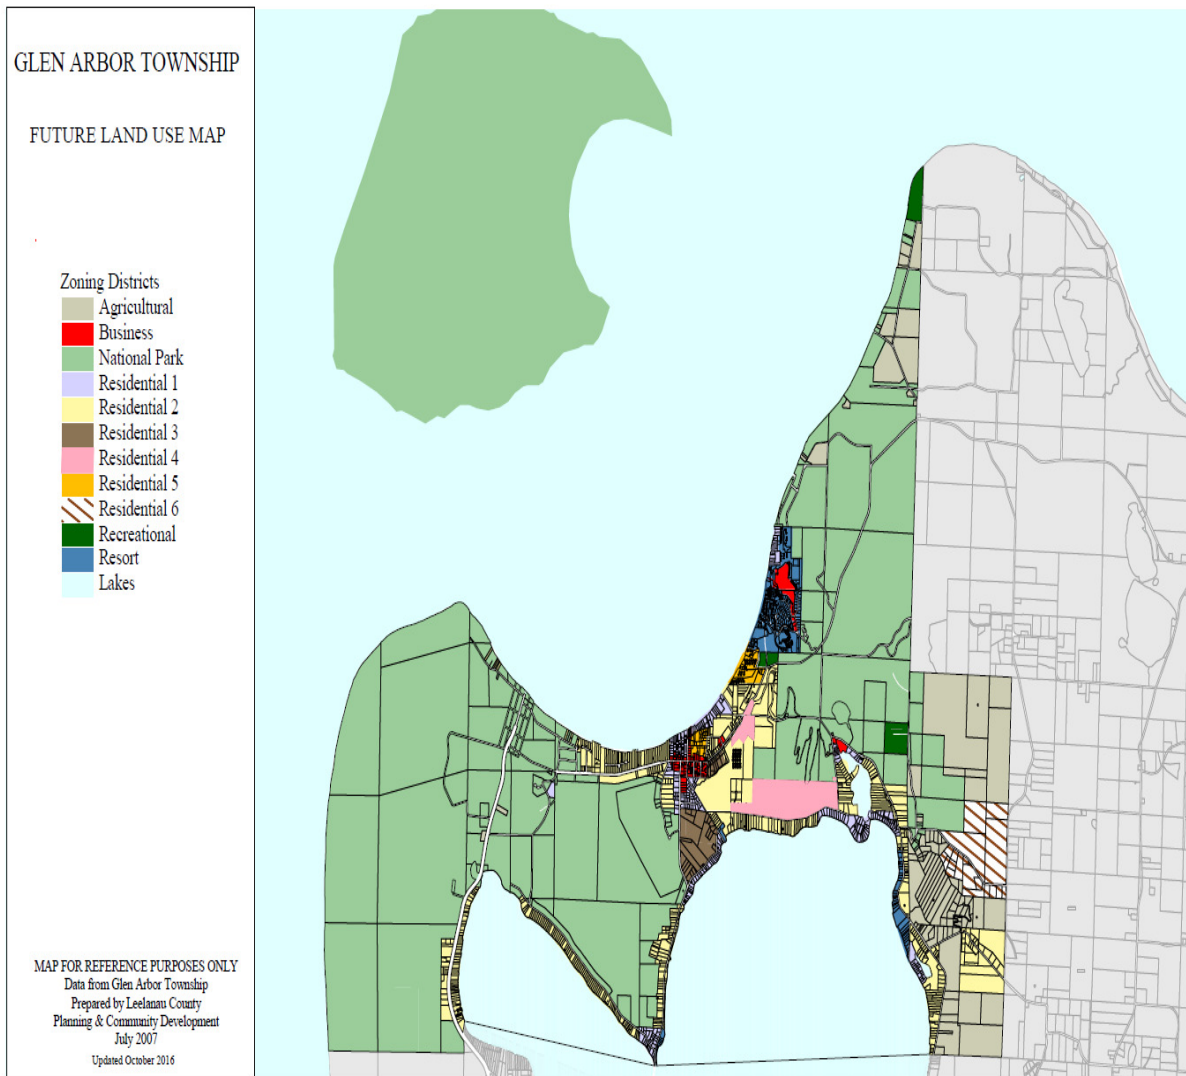 GLEN ARBOR TOWNSHIP
FUTURE LAND USE MAP
Zoning Districts
Agricultural
Business
National Park
Residential 1
Residential 2
Residential 3
Residential 4
Residential 5
Residential 6
Recreational
Resort
Lakes
MAP FOR REFERENCE PURPOSES ONLY
Data from Glen Arbor Township
Prepared by Leelanau County
Planning & Community Development
July 2007
Updated October 2016